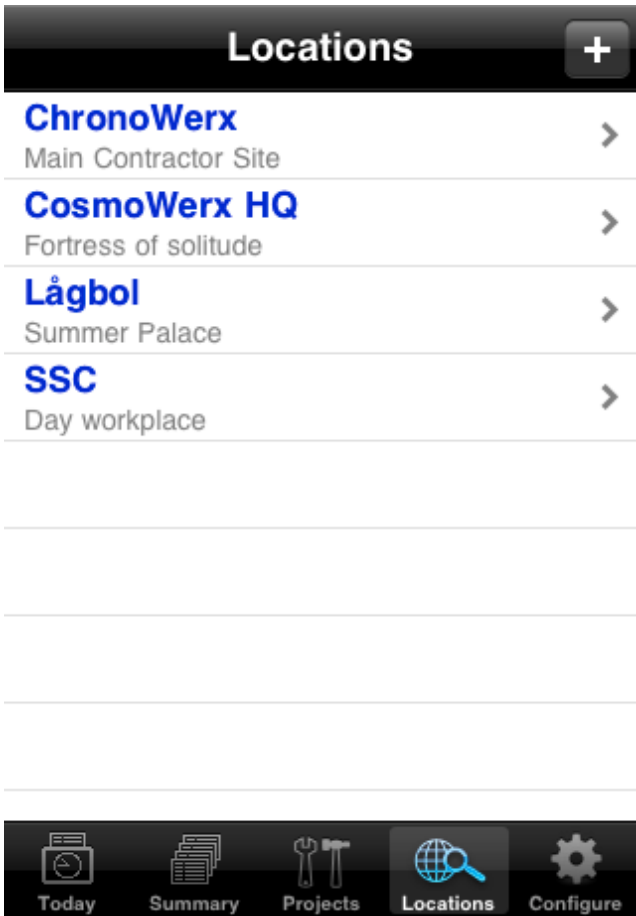 Locations +
ChronoWerx
Main Contractor Site
CosmoWerx HQ
Fortress of solitude
Lågbol
Summer Palace
SSC
Day workplace
Today Summary Projects Locations Configure